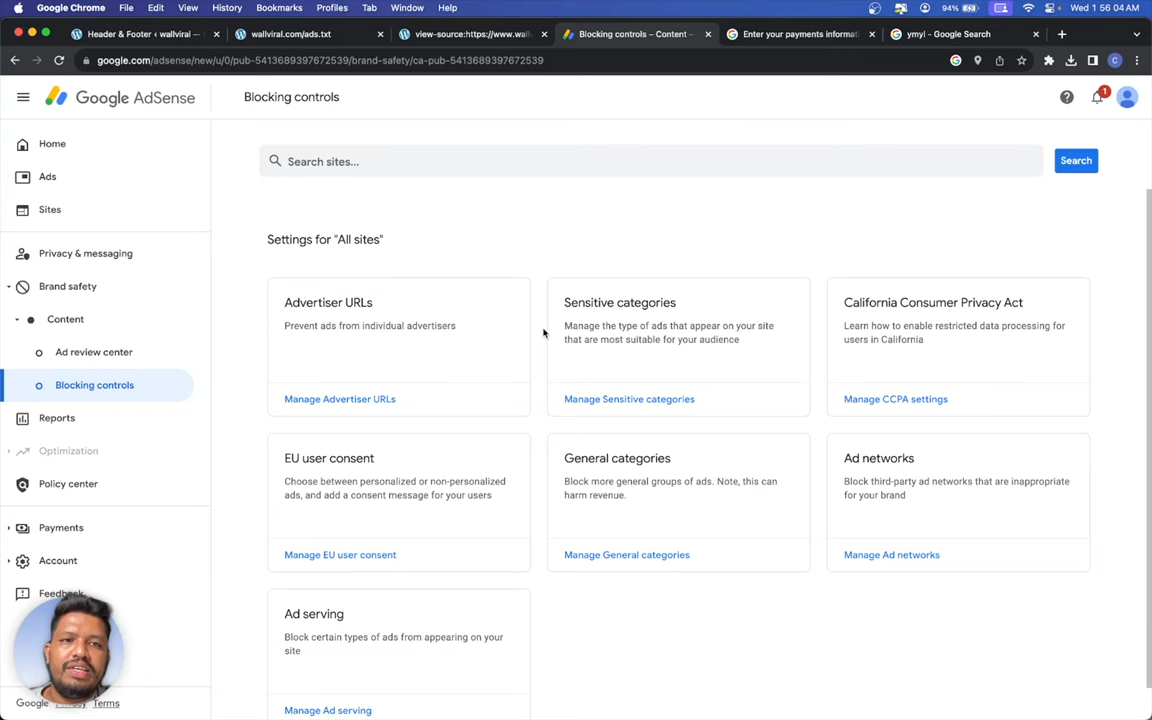 Google Chrome File Edit View History Bookmarks Profiles Tab Window Help 94% Wed 1 56 04 AM
Header & Footer ‹ wallviral — wallviral.com/ads.txt view-source:https://www.wall Blocking controls – Content – Enter your payments informat ymyl - Google Search
google.com/adsense/new/u/0/pub-5413689397672539/brand-safety/ca-pub-5413689397672539 C
Google AdSense Blocking controls 1
Home
Ads
Sites
Privacy & messaging
Brand safety
Content
Ad review center
Blocking controls
Reports
Optimization
Policy center
Payments
Account
Feedback
Google Privacy Terms
Search sites... Search
Settings for "All sites"
Advertiser URLs
Prevent ads from individual advertisers
Manage Advertiser URLs
Sensitive categories
Manage the type of ads that appear on your site
that are most suitable for your audience
Manage Sensitive categories
California Consumer Privacy Act
Learn how to enable restricted data processing for
users in California
Manage CCPA settings
EU user consent
Choose between personalized or non-personalized
ads, and add a consent message for your users
Manage EU user consent
General categories
Block more general groups of ads. Note, this can
harm revenue.
Manage General categories
Ad networks
Block third-party ad networks that are inappropriate
for your brand
Manage Ad networks
Ad serving
Block certain types of ads from appearing on your
site
Manage Ad serving